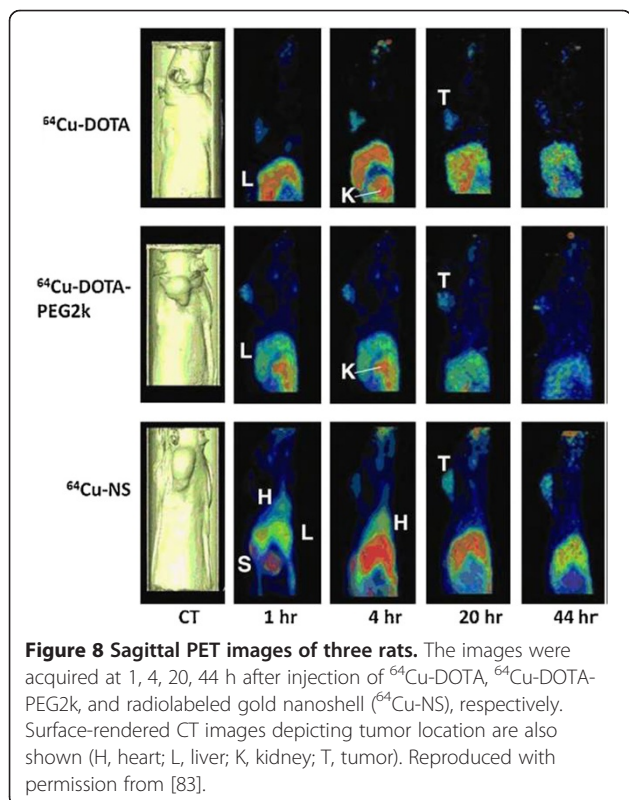 ⁶⁴Cu-DOTA
T
L
K
⁶⁴Cu-DOTA-
PEG2k
T
L
K
⁶⁴Cu-NS
T
H
H
L
S
CT 1 hr 4 hr 20 hr 44 hr
Figure 8 Sagittal PET images of three rats. The images were
acquired at 1, 4, 20, 44 h after injection of ⁶⁴Cu-DOTA, ⁶⁴Cu-DOTA-
PEG2k, and radiolabeled gold nanoshell (⁶⁴Cu-NS), respectively.
Surface-rendered CT images depicting tumor location are also
shown (H, heart; L, liver; K, kidney; T, tumor). Reproduced with
permission from [83].